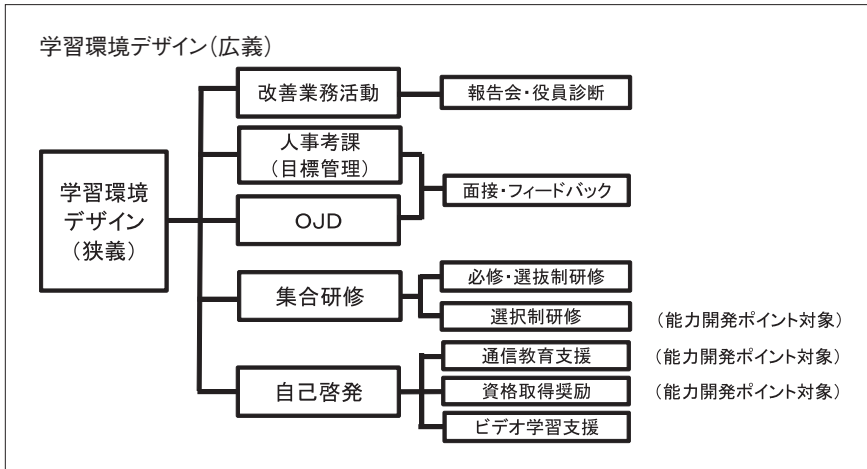 学習環境デザイン(広義)
改善業務活動
報告会・役員診断
人事考課
(目標管理)
面接・フィードバック
学習環境
デザイン
(狭義)
OJD
集合研修
必修・選抜制研修
選択制研修
(能力開発ポイント対象)
自己啓発
通信教育支援
(能力開発ポイント対象)
資格取得奨励
(能力開発ポイント対象)
ビデオ学習支援